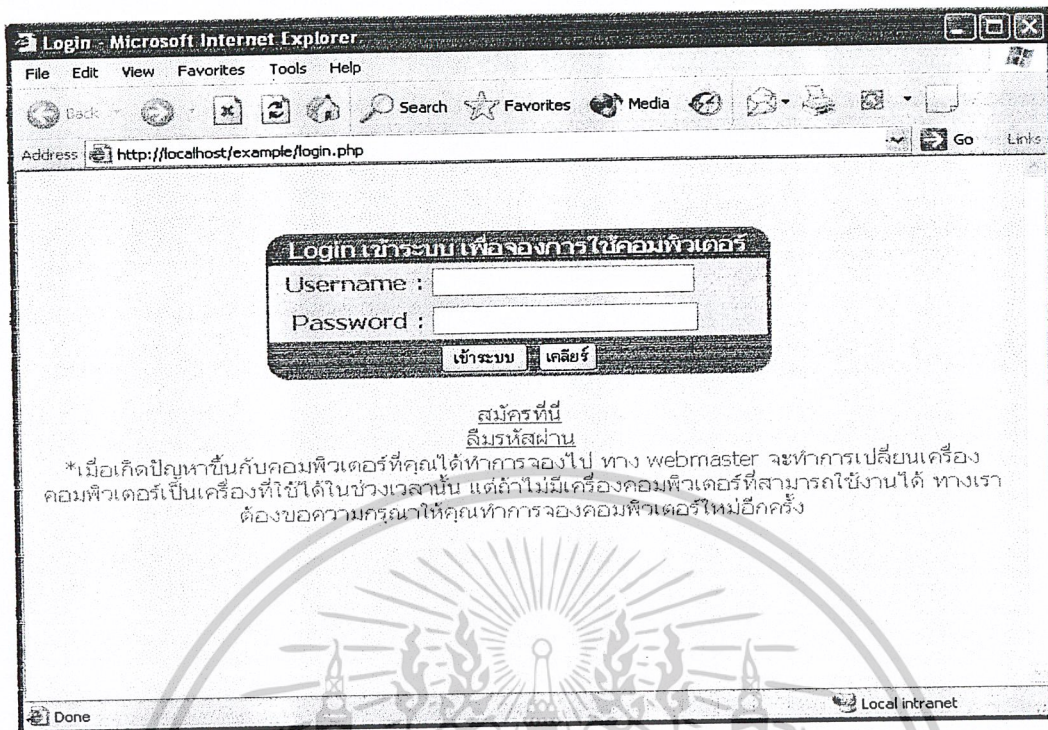 Login - Microsoft Internet Explorer
File Edit View Favorites Tools Help
Back Search Favorites Media
Address http://localhost/example/login.php Go Links
Login เข้าระบบ เพื่อจองการใช้คอมพิวเตอร์
Username :
Password :
เข้าระบบ เคลียร์
สมัครที่นี่
ลืมรหัสผ่าน
*เมื่อเกิดปัญหาขึ้นกับคอมพิวเตอร์ที่คุณได้ทำการจองไป ทาง webmaster จะทำการเปลี่ยนเครื่อง
คอมพิวเตอร์เป็นเครื่องที่ใช้ได้ในช่วงเวลานั้น แต่ถ้าไม่มีเครื่องคอมพิวเตอร์ที่สามารถใช้งานได้ ทางเรา
ต้องขอความกรุณาให้คุณทำการจองคอมพิวเตอร์ใหม่อีกครั้ง
Done Local intranet